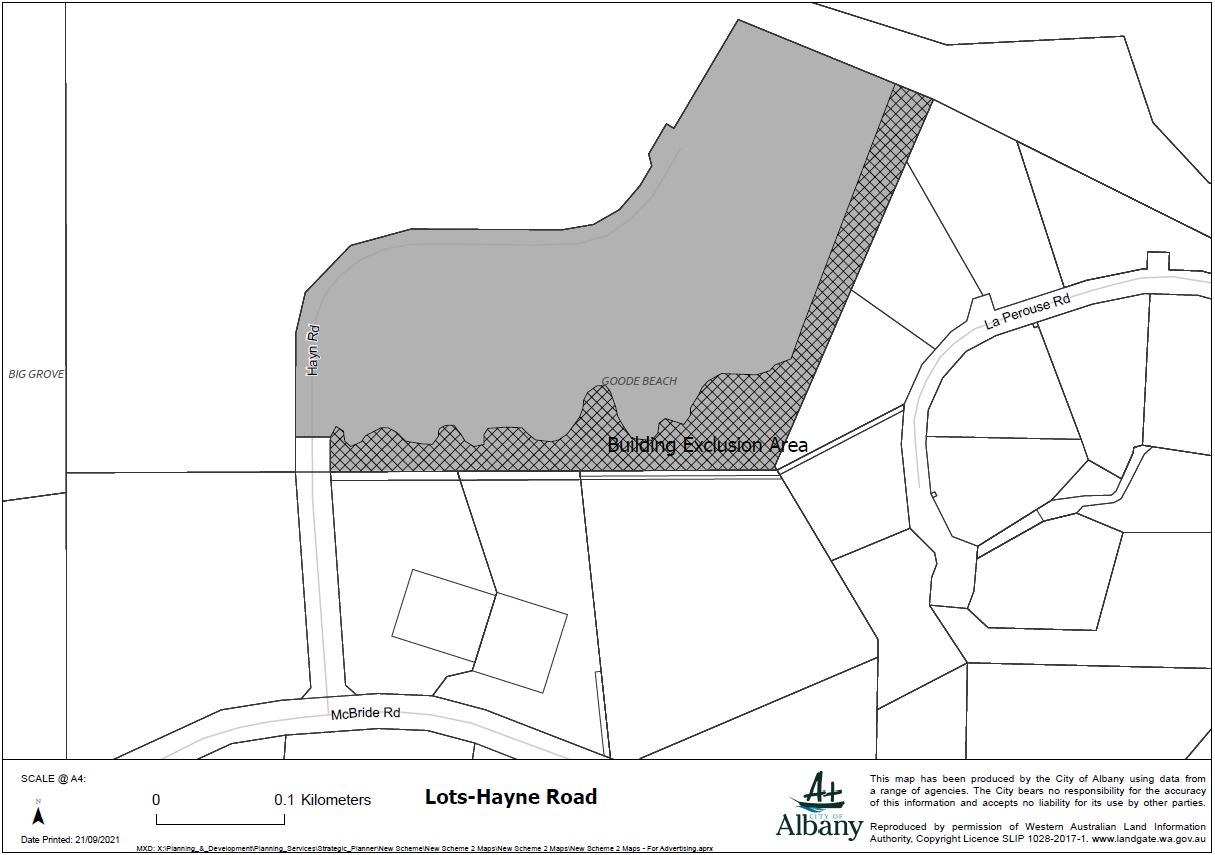 La Perouse Rd
Hayn Rd
BIG GROVE
GOODE BEACH
Building Exclusion Area
McBride Rd
SCALE @ A4:
N
Date Printed: 21/09/2021
0 0.1 Kilometers
Lots-Hayne Road
CITY OF
Albany
This map has been produced by the City of Albany using data from
a range of agencies. The City bears no responsibility for the accuracy
of this information and accepts no liability for its use by other parties.
Reproduced by permission of Western Australian Land Information
Authority, Copyright Licence SLIP 1028-2017-1. www.landgate.wa.gov.au
MXD: X:\Planning_&_Development\Planning_Services\Strategic_Planner\New Scheme\New Scheme 2 Maps\New Scheme 2 Maps\New Scheme 2 Maps - For Advertising.aprx